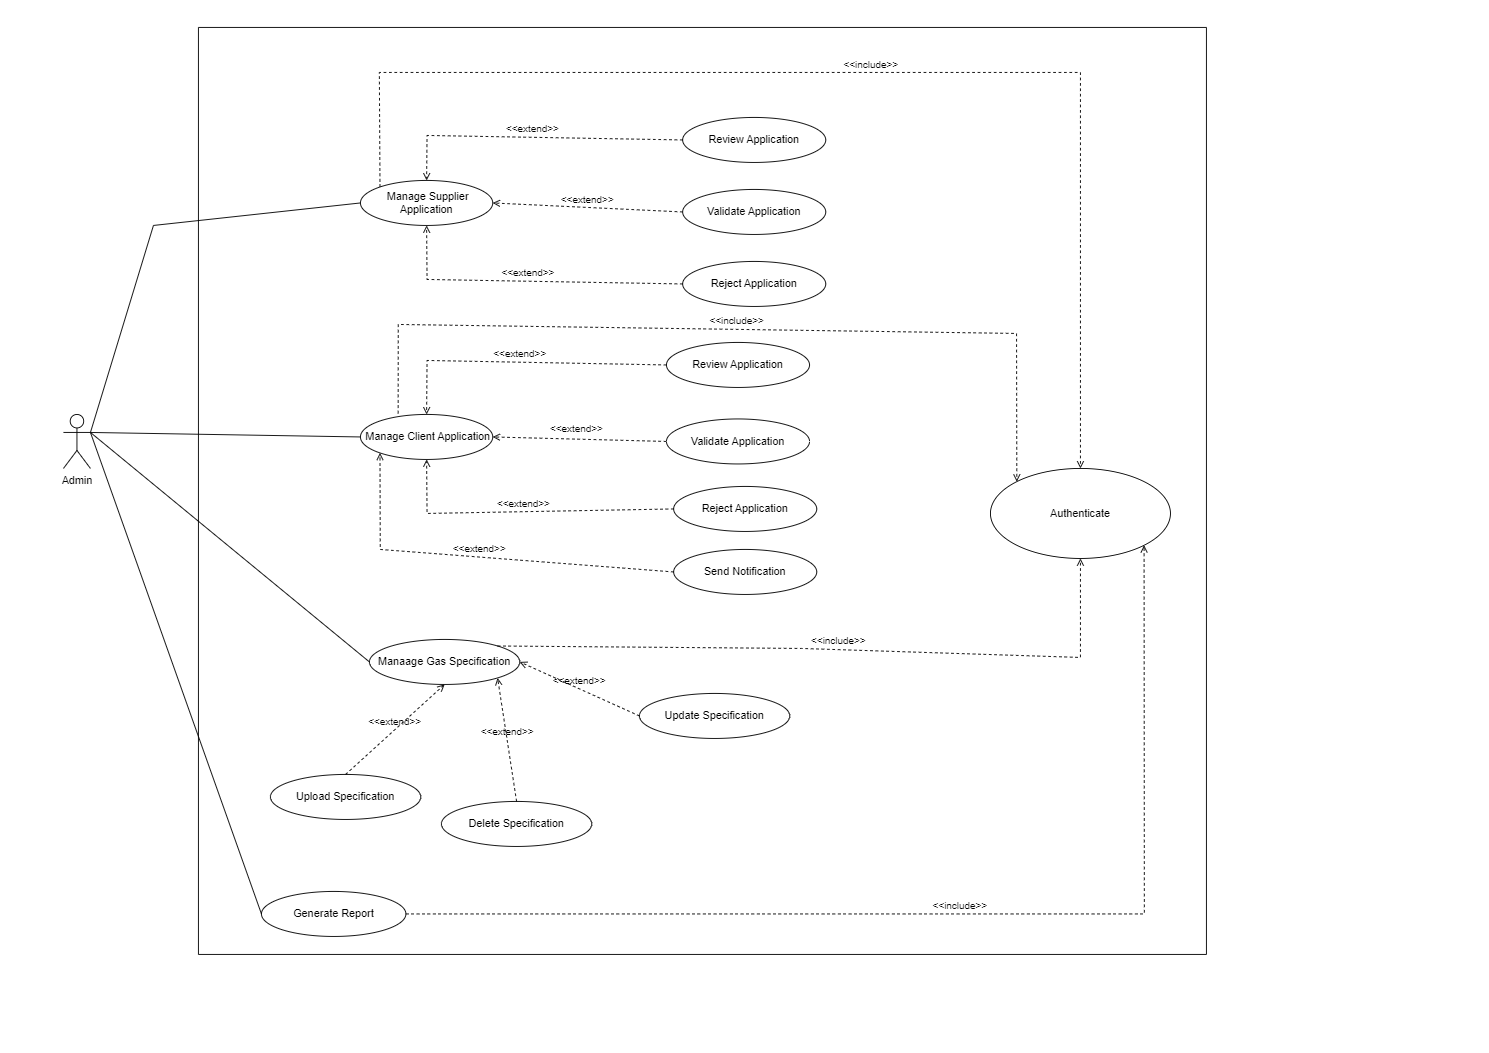 <<include>>
<<extend>>
Review Application
Manage Supplier
Application
<<extend>>
Validate Application
<<extend>>
Reject Application
<<include>>
<<extend>>
Review Application
Manage Client Application
<<extend>>
Validate Application
<<extend>>
Reject Application
Admin
Authenticate
<<extend>>
Send Notification
<<include>>
Manaage Gas Specification
<<extend>>
Update Specification
<<extend>>
<<extend>>
Upload Specification
Delete Specification
Generate Report
<<include>>